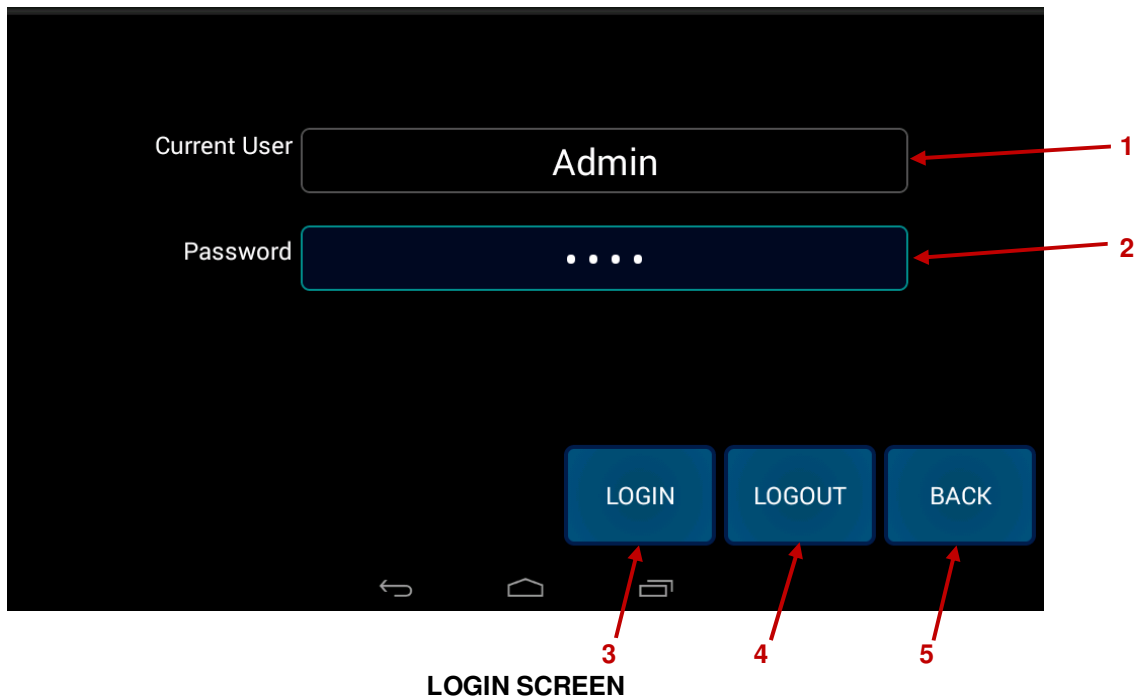 Current User
Admin
1
Password
••••
2
LOGIN
LOGOUT
BACK
3
4
5
LOGIN SCREEN